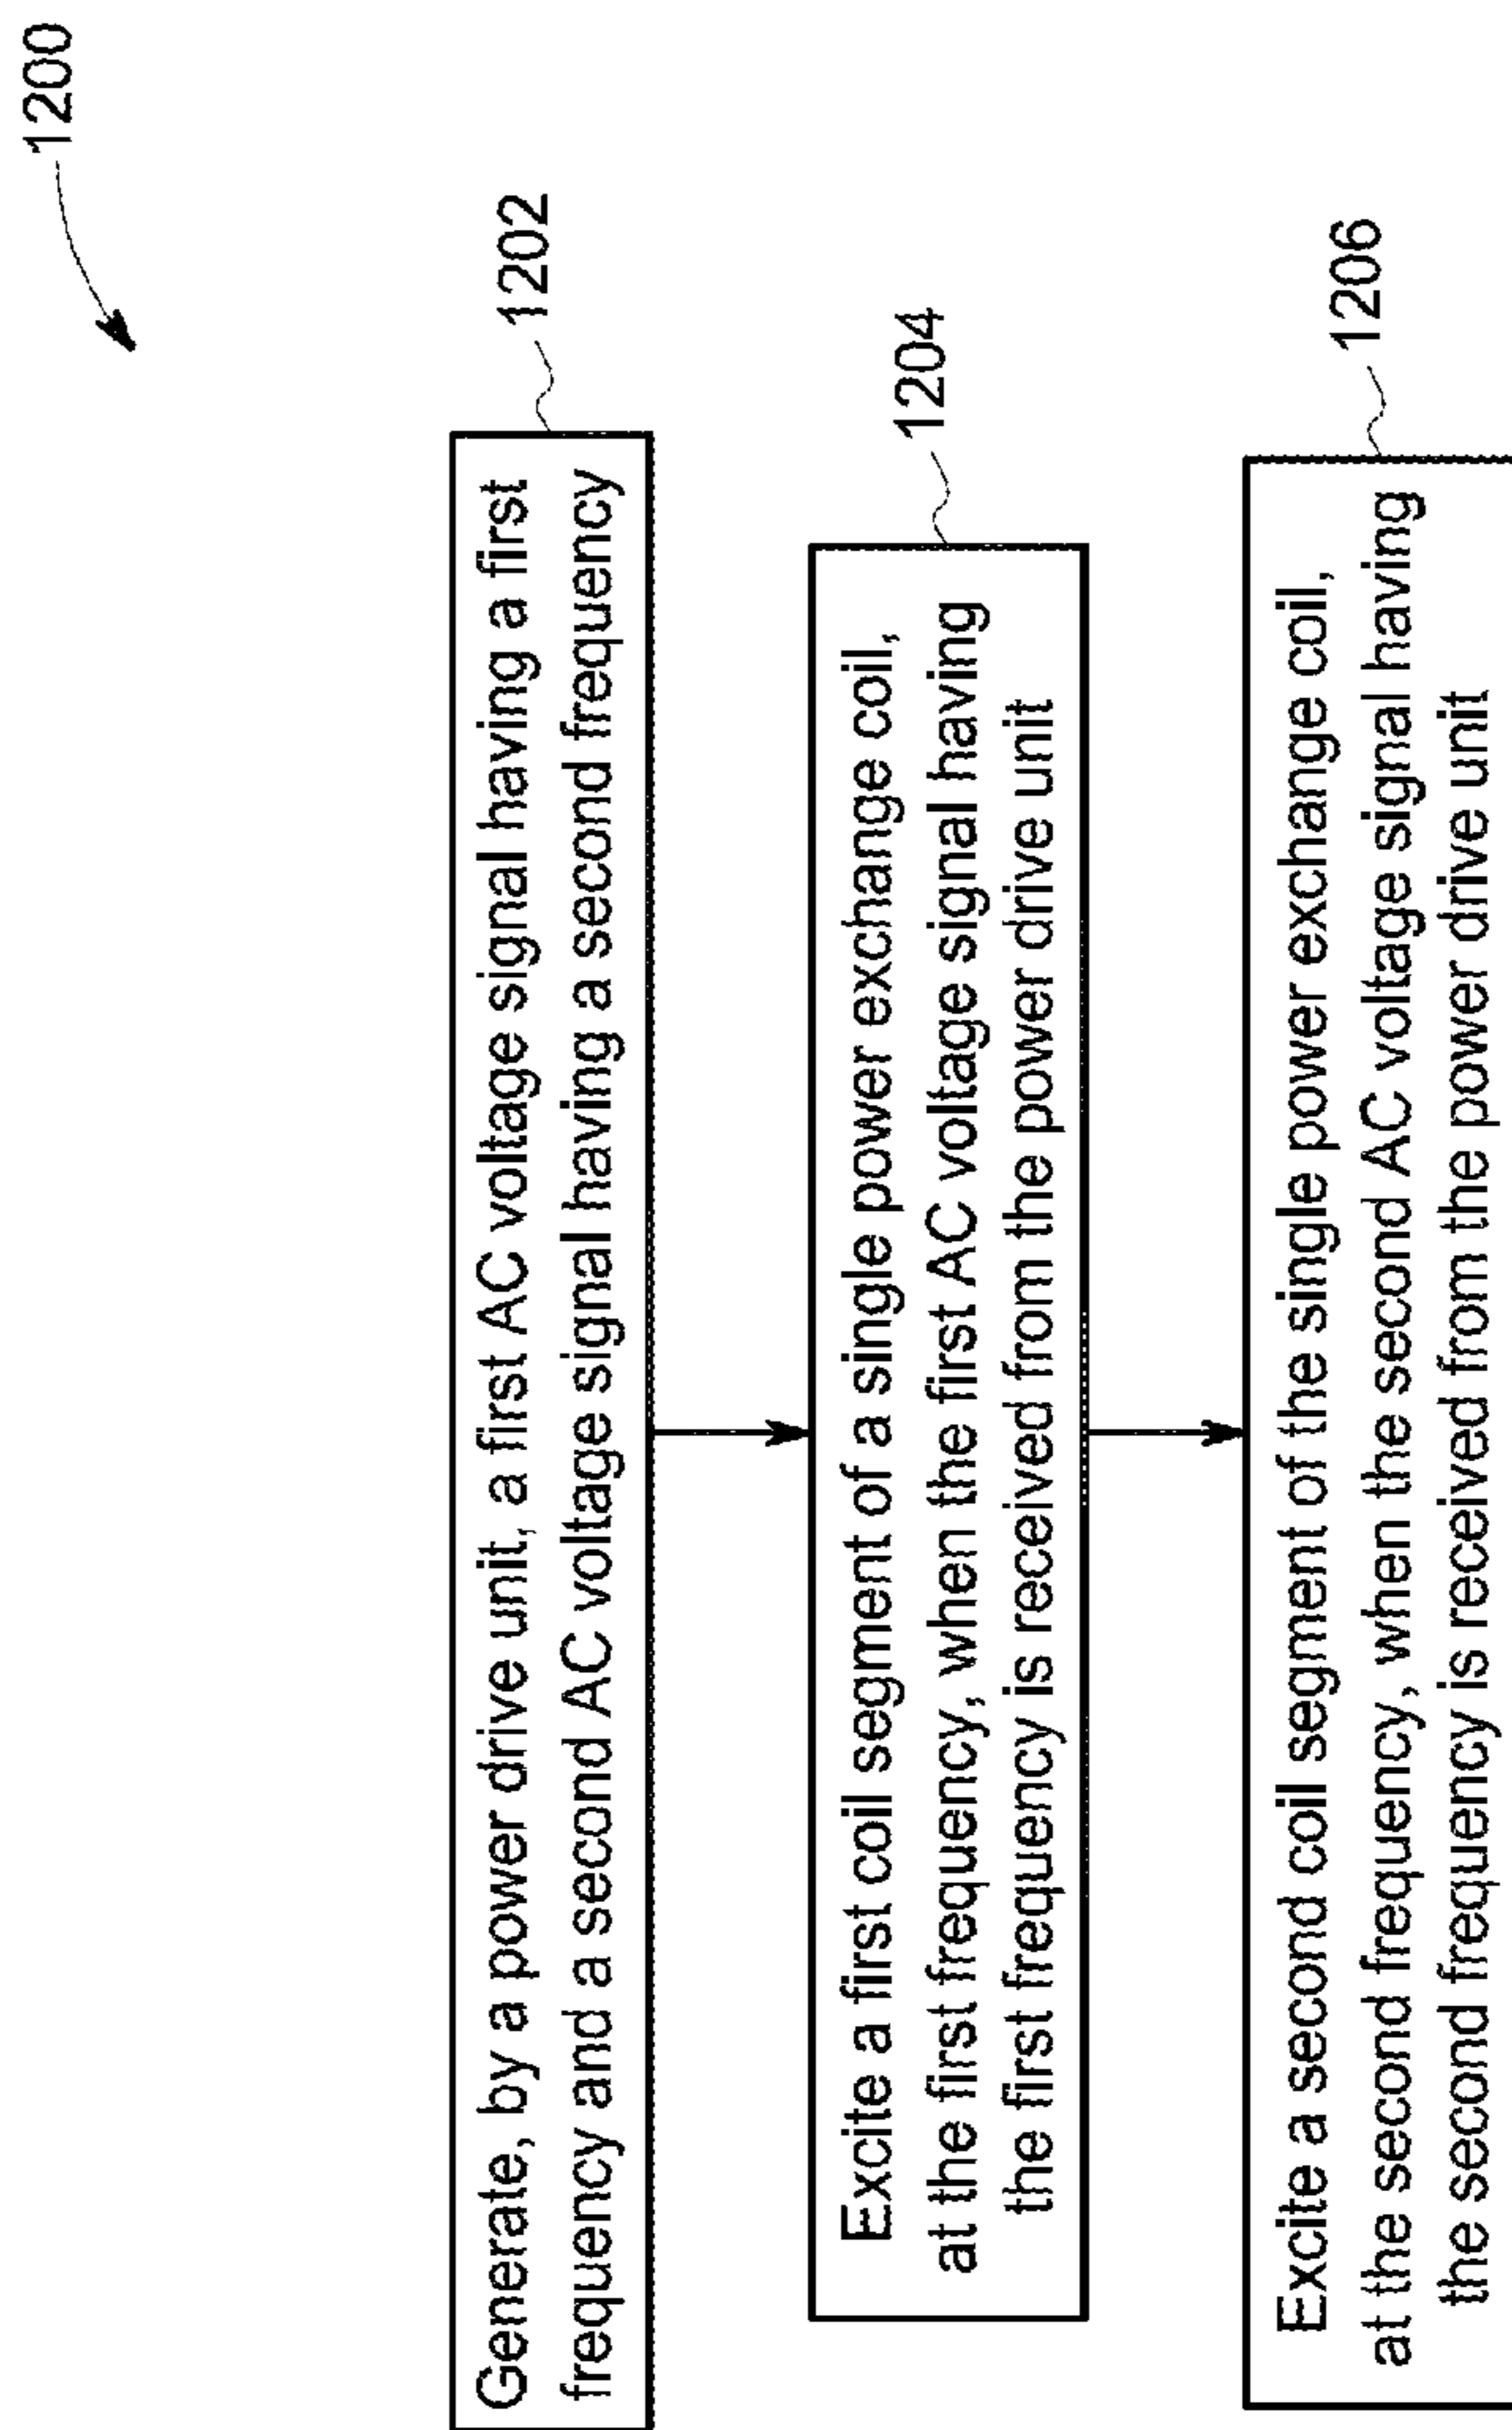 1200
1202
Generate, by a power drive unit, a first AC voltage signal having a first
frequency and a second AC voltage signal having a second frequency
1204
Excite a first coil segment of a single power exchange coil,
at the first frequency, when the first AC voltage signal having
the first frequency is received from the power drive unit
1206
Excite a second coil segment of the single power exchange coil,
at the second frequency, when the second AC voltage signal having
the second frequency is received from the power drive unit